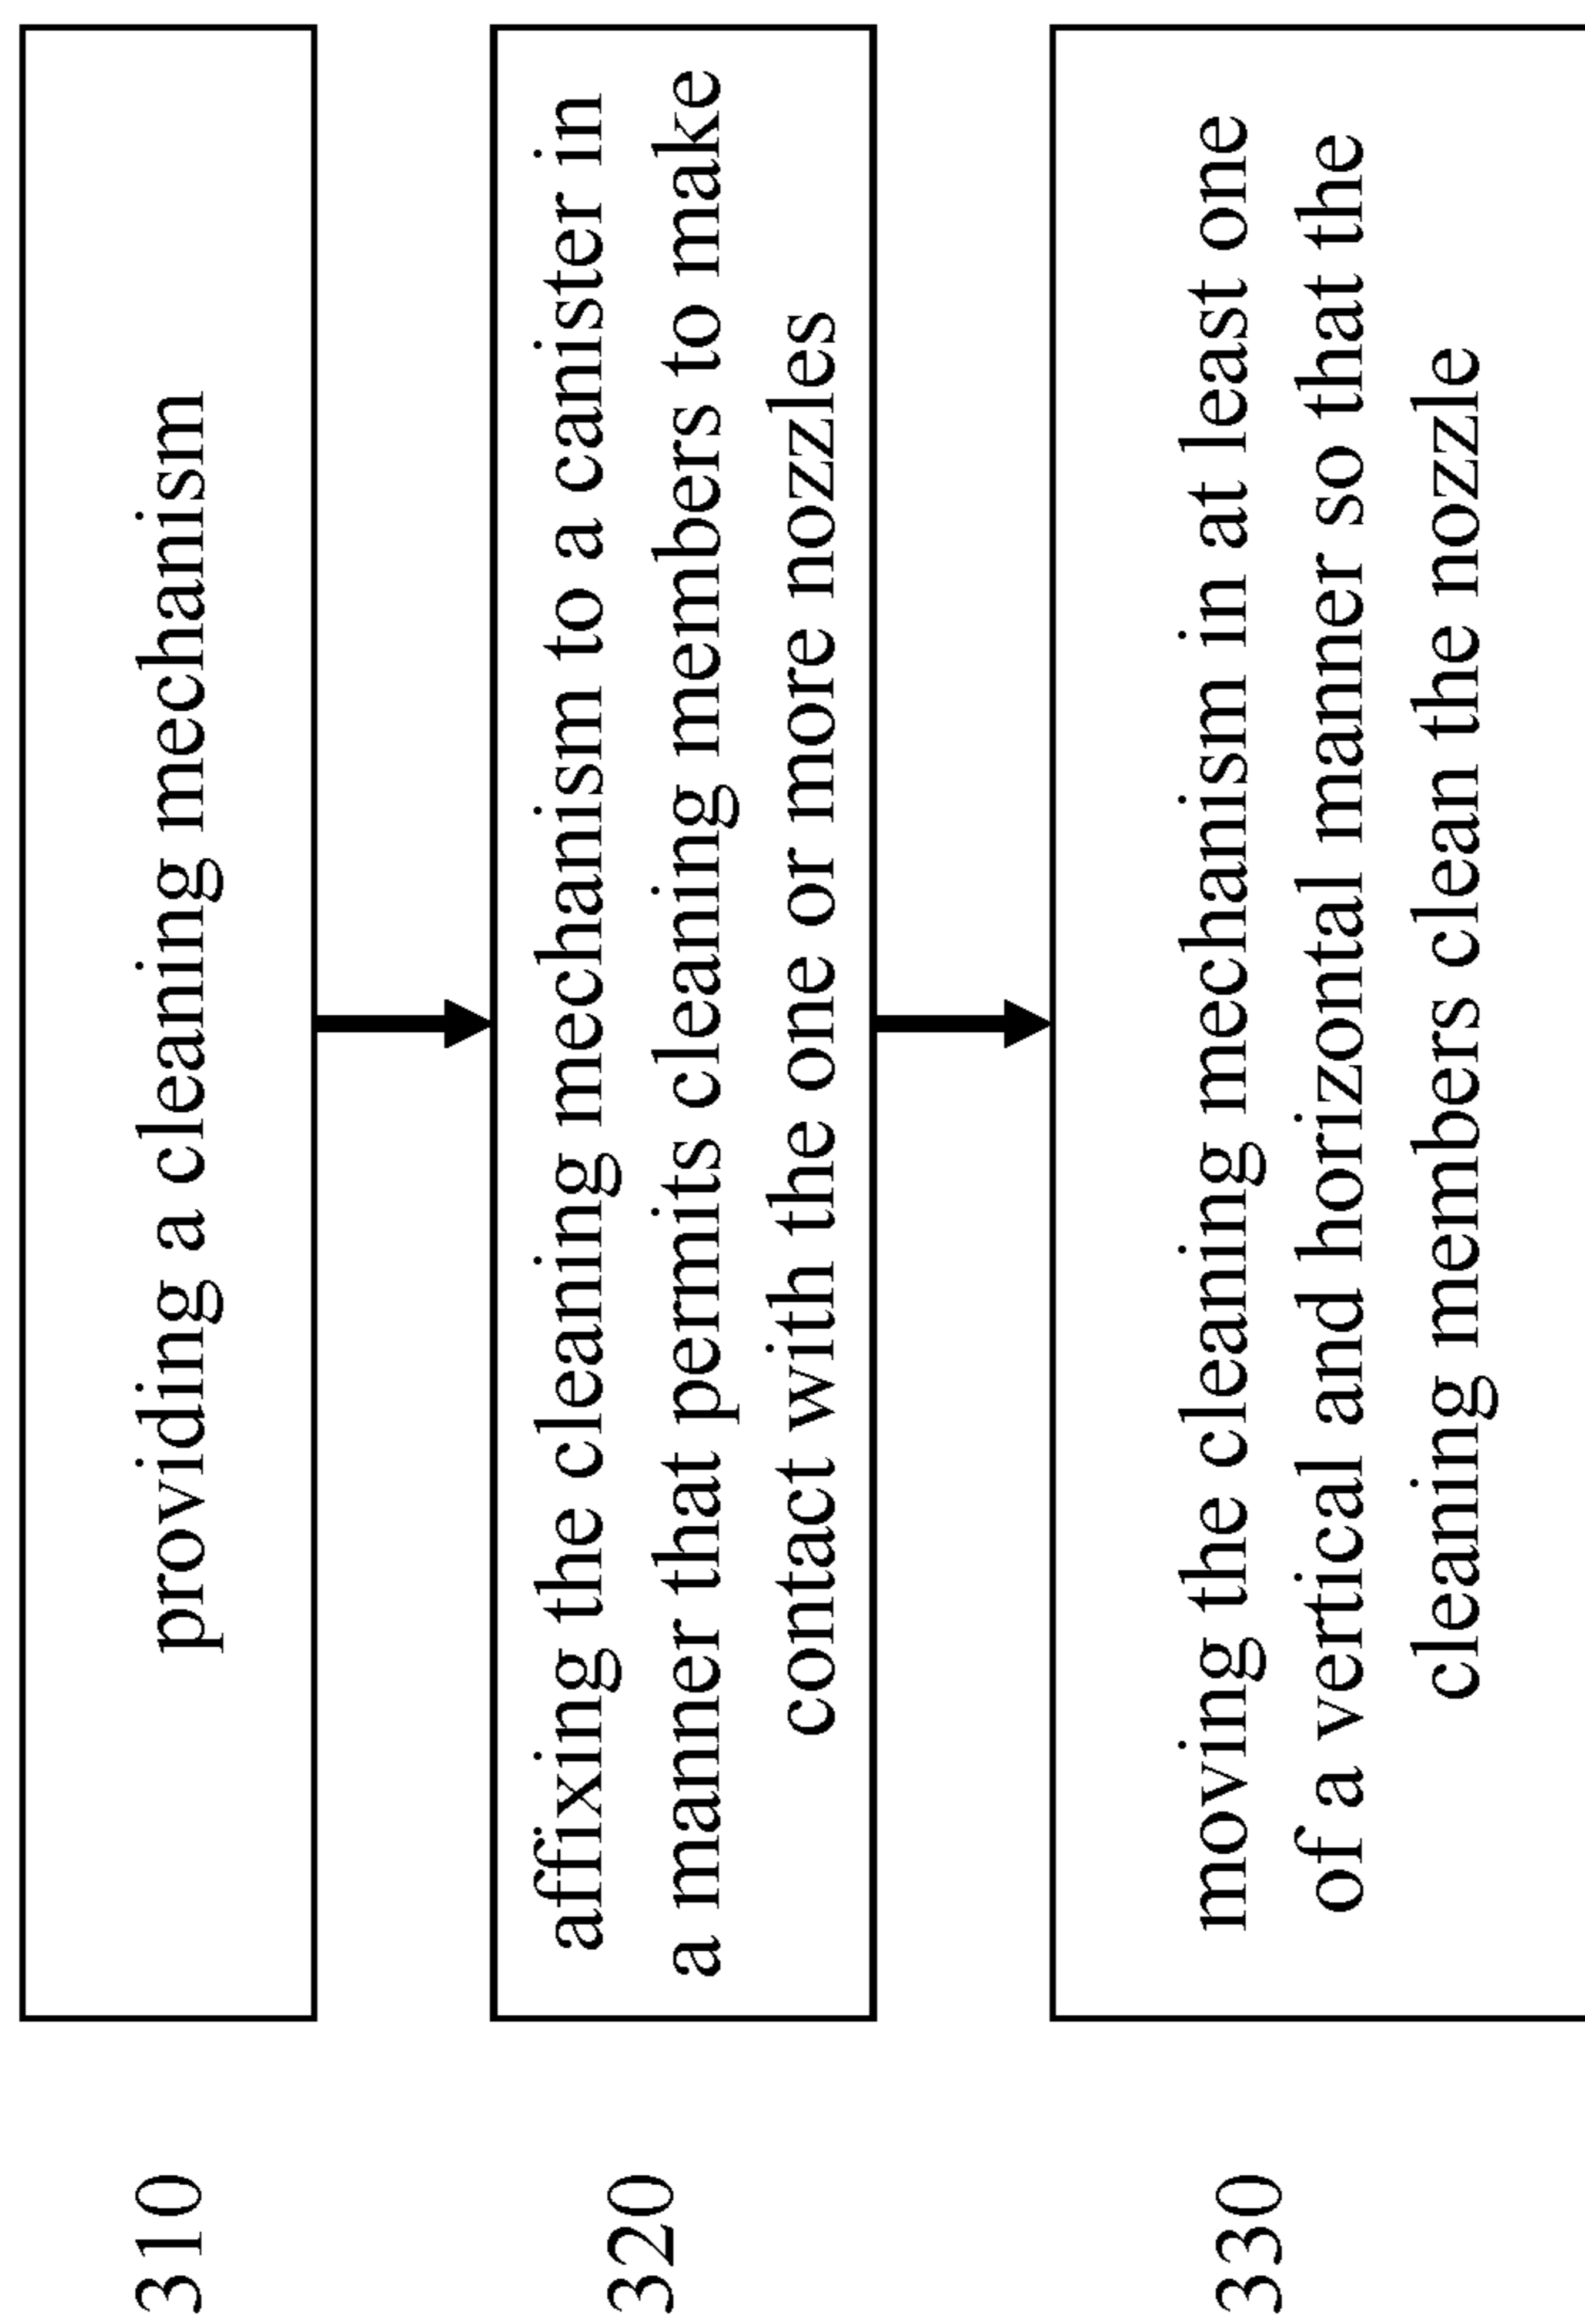 310
providing a cleaning mechanism
320
affixing the cleaning mechanism to a canister in
a manner that permits cleaning members to make
contact with the one or more nozzles
330
moving the cleaning mechanism in at least one
of a vertical and horizontal manner so that the
cleaning members clean the nozzle